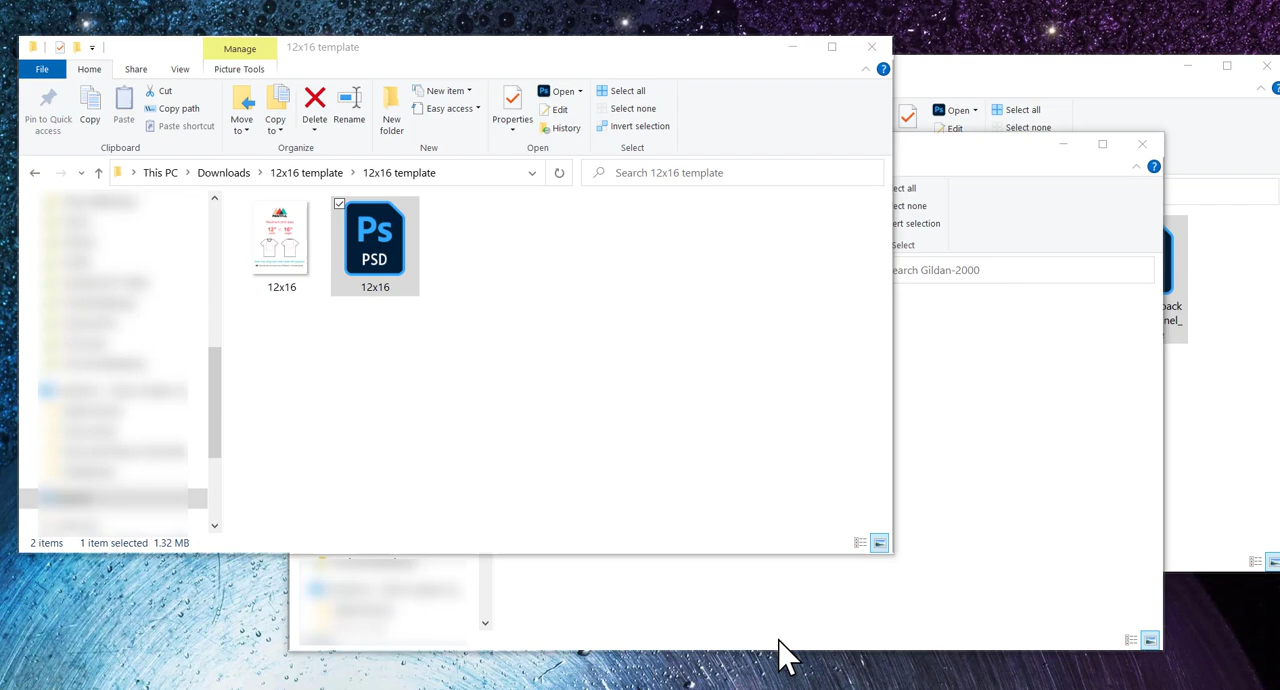 12x16 template
Manage
File
Home
Share
View
Picture Tools
Pin to Quick access
Copy
Paste
Cut
Copy path
Paste shortcut
Clipboard
Move to
Copy to
Delete
Rename
Organize
New folder
New item
Easy access
New
Properties
Open
Edit
History
Open
Select all
Select none
Invert selection
Select
This PC
Downloads
12x16 template
12x16 template
Search 12x16 template
12x16
Ps
PSD
12x16
2 items
1 item selected 1.32 MB
Ps
Open
Edit
Select all
Select none
ect all
ect none
ert selection
Select
earch Gildan-2000
back
nel_